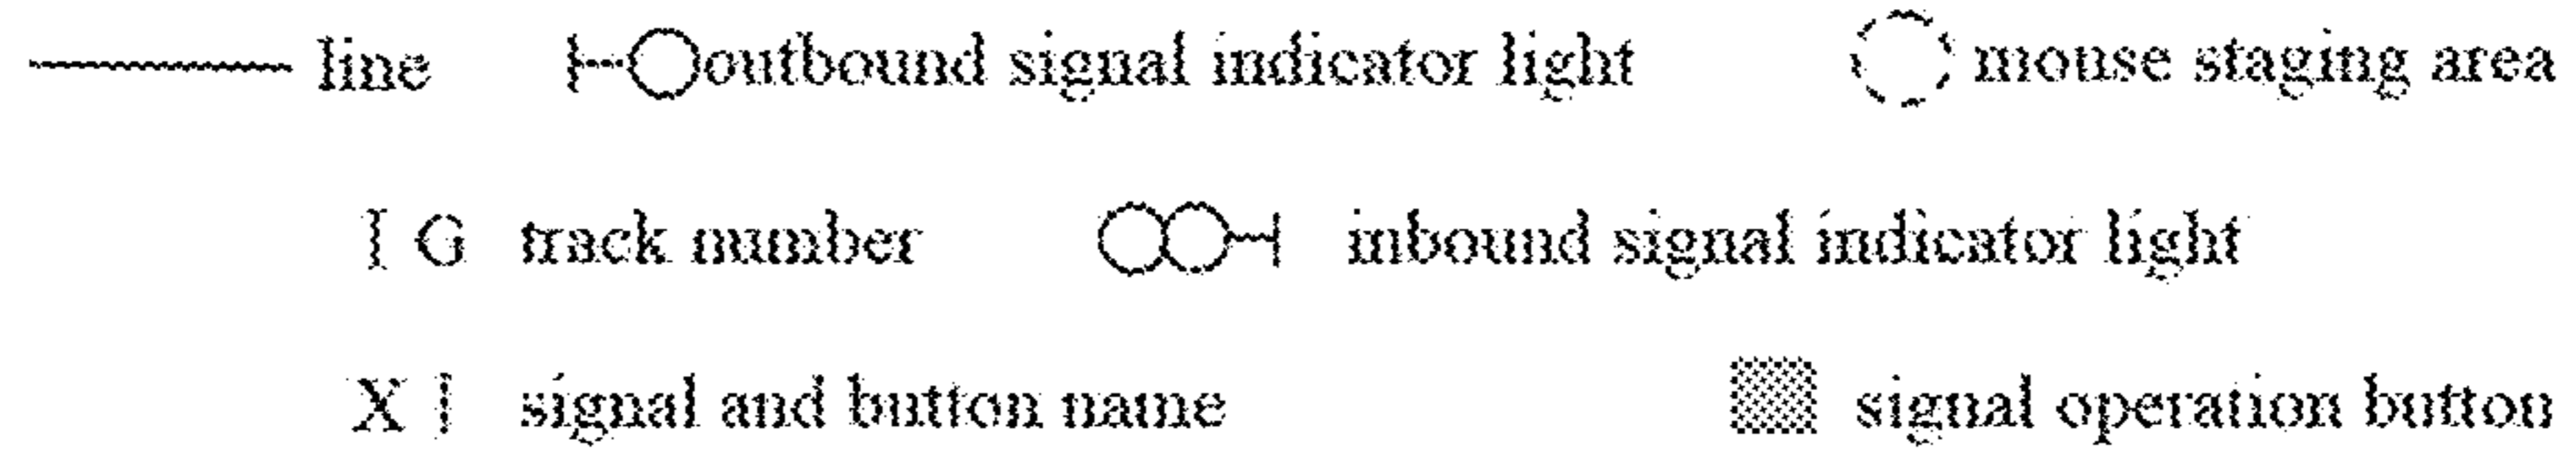 line outbound signal indicator light mouse staging area
I G track number inbound signal indicator light
X I signal and button name signal operation button